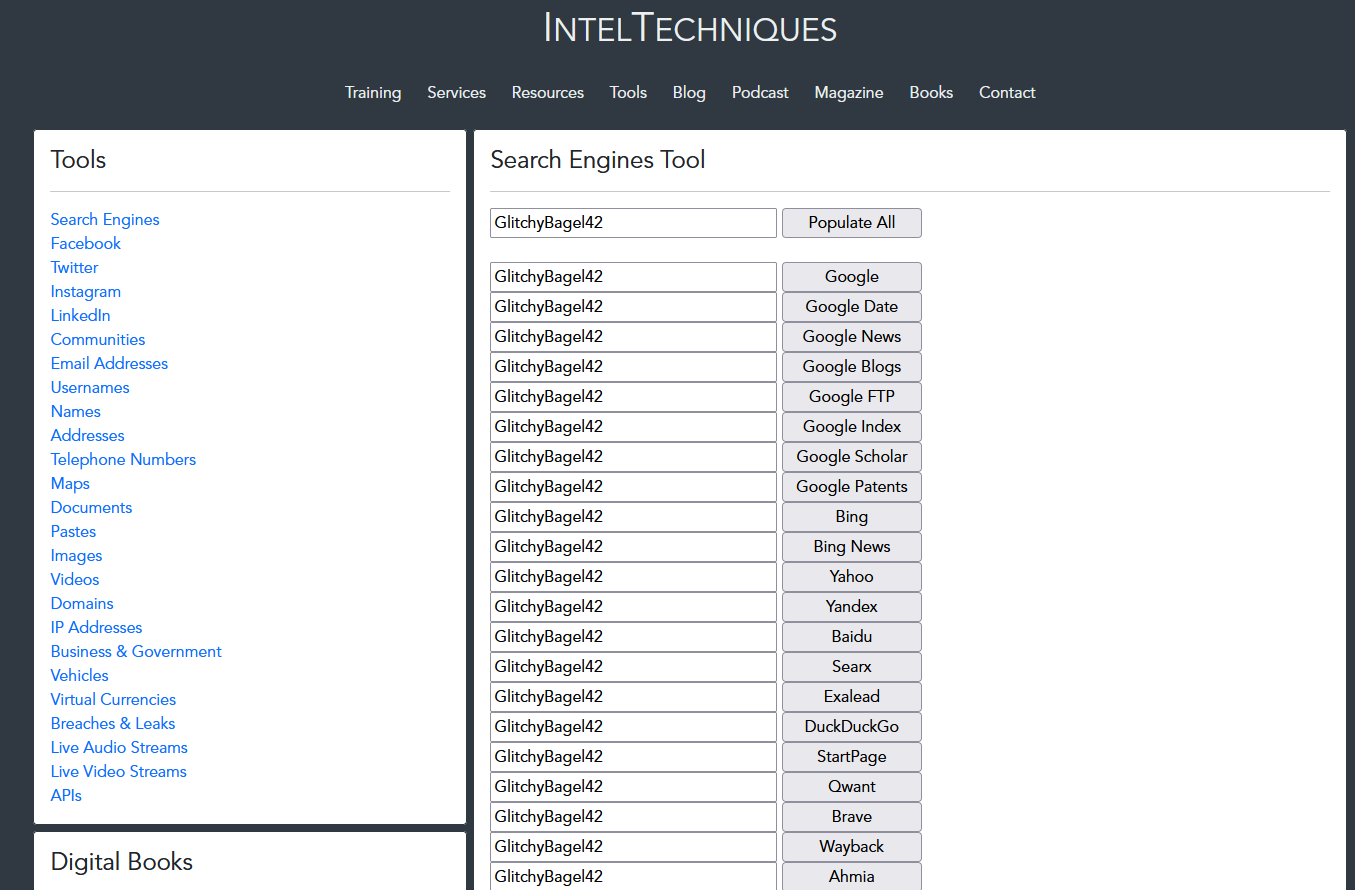 INTELTECHNIQUES
Training Services Resources Tools Blog Podcast Magazine Books Contact
Tools
Search Engines
Facebook
Twitter
Instagram
LinkedIn
Communities
Email Addresses
Usernames
Names
Addresses
Telephone Numbers
Maps
Documents
Pastes
Images
Videos
Domains
IP Addresses
Business & Government
Vehicles
Virtual Currencies
Breaches & Leaks
Live Audio Streams
Live Video Streams
APIs
Digital Books
Search Engines Tool
GlitchyBagel42 Populate All
GlitchyBagel42 Google
GlitchyBagel42 Google Date
GlitchyBagel42 Google News
GlitchyBagel42 Google Blogs
GlitchyBagel42 Google FTP
GlitchyBagel42 Google Index
GlitchyBagel42 Google Scholar
GlitchyBagel42 Google Patents
GlitchyBagel42 Bing
GlitchyBagel42 Bing News
GlitchyBagel42 Yahoo
GlitchyBagel42 Yandex
GlitchyBagel42 Baidu
GlitchyBagel42 Searx
GlitchyBagel42 Exalead
GlitchyBagel42 DuckDuckGo
GlitchyBagel42 StartPage
GlitchyBagel42 Qwant
GlitchyBagel42 Brave
GlitchyBagel42 Wayback
GlitchyBagel42 Ahmia